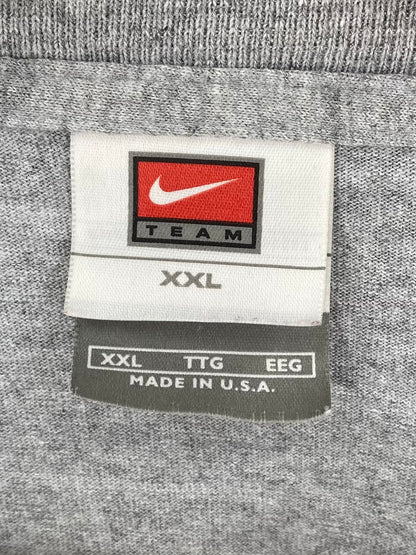 TEAM
XXL
XXL TTG EEG
MADE IN U.S.A.